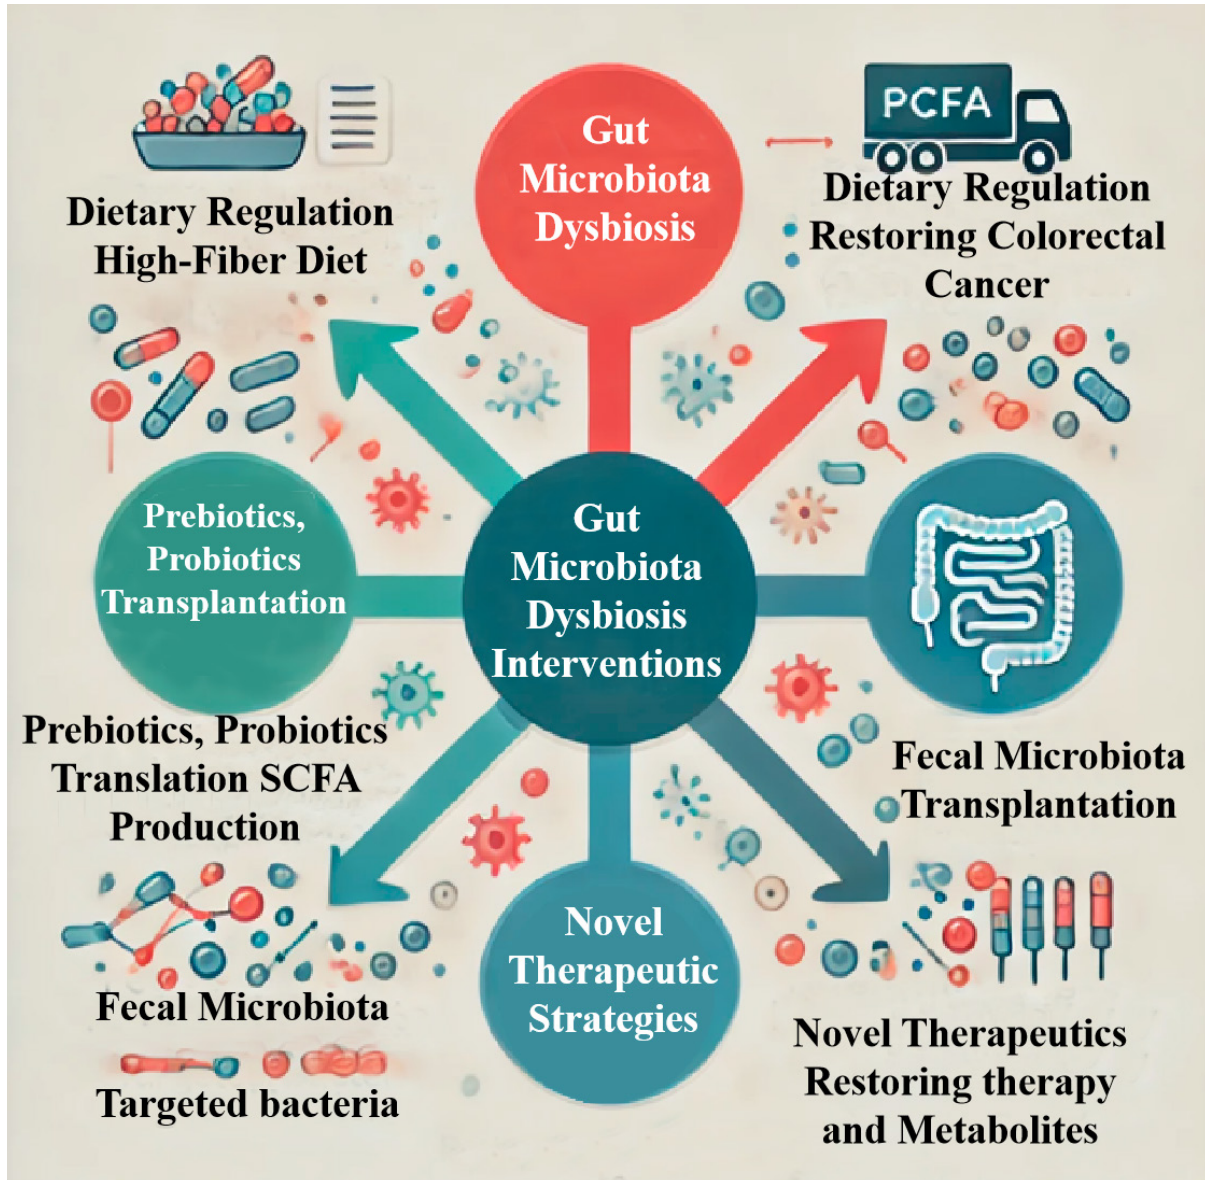 Gut
Microbiota
Dysbiosis
PCFA
Dietary Regulation
High-Fiber Diet
Dietary Regulation
Restoring Colorectal
Cancer
Prebiotics,
Probiotics
Transplantation
Gut
Microbiota
Dysbiosis
Interventions
Prebiotics, Probiotics
Translation SCFA
Production
Fecal Microbiota
Transplantation
Novel
Therapeutic
Strategies
Fecal Microbiota
Targeted bacteria
Novel Therapeutics
Restoring therapy
and Metabolites